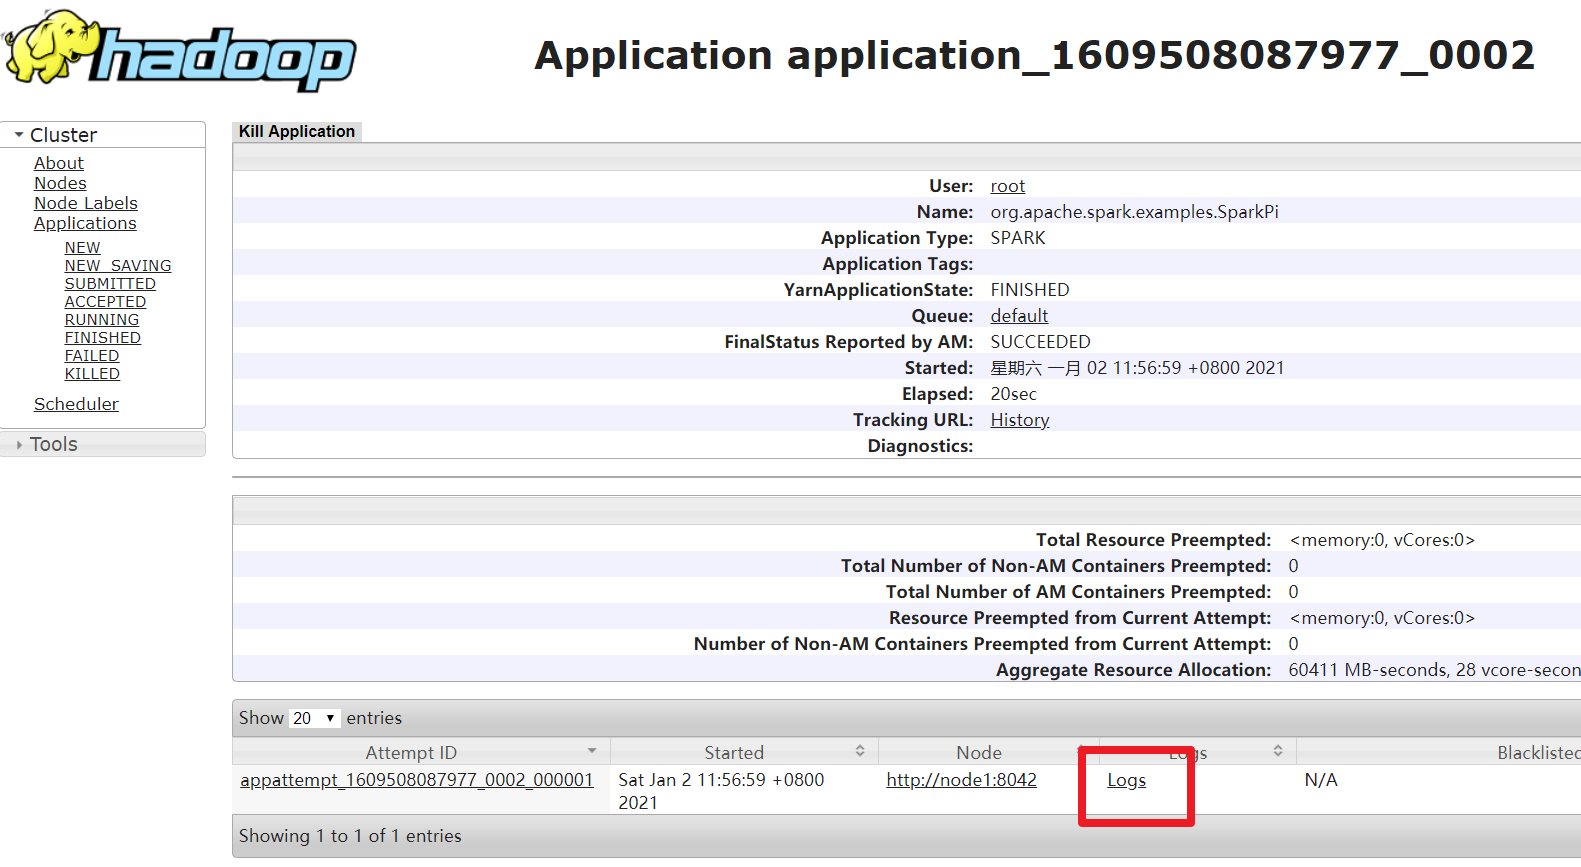 hadoop
Application application_1609508087977_0002
Cluster
About
Nodes
Node Labels
Applications
NEW
NEW_SAVING
SUBMITTED
ACCEPTED
RUNNING
FINISHED
FAILED
KILLED
Scheduler
Tools
Kill Application
User: root
Name: org.apache.spark.examples.SparkPi
Application Type: SPARK
Application Tags:
YarnApplicationState: FINISHED
Queue: default
FinalStatus Reported by AM: SUCCEEDED
Started: 星期六 一月 02 11:56:59 +0800 2021
Elapsed: 20sec
Tracking URL: History
Diagnostics:
Total Resource Preempted: <memory:0, vCores:0>
Total Number of Non-AM Containers Preempted: 0
Total Number of AM Containers Preempted: 0
Resource Preempted from Current Attempt: <memory:0, vCores:0>
Number of Non-AM Containers Preempted from Current Attempt: 0
Aggregate Resource Allocation: 60411 MB-seconds, 28 vcore-secon
Show 20 entries
Attempt ID Started Node Logs Blacklisted
appattempt_1609508087977_0002_000001 Sat Jan 2 11:56:59 +0800 http://node1:8042 Logs N/A
2021
Showing 1 to 1 of 1 entries